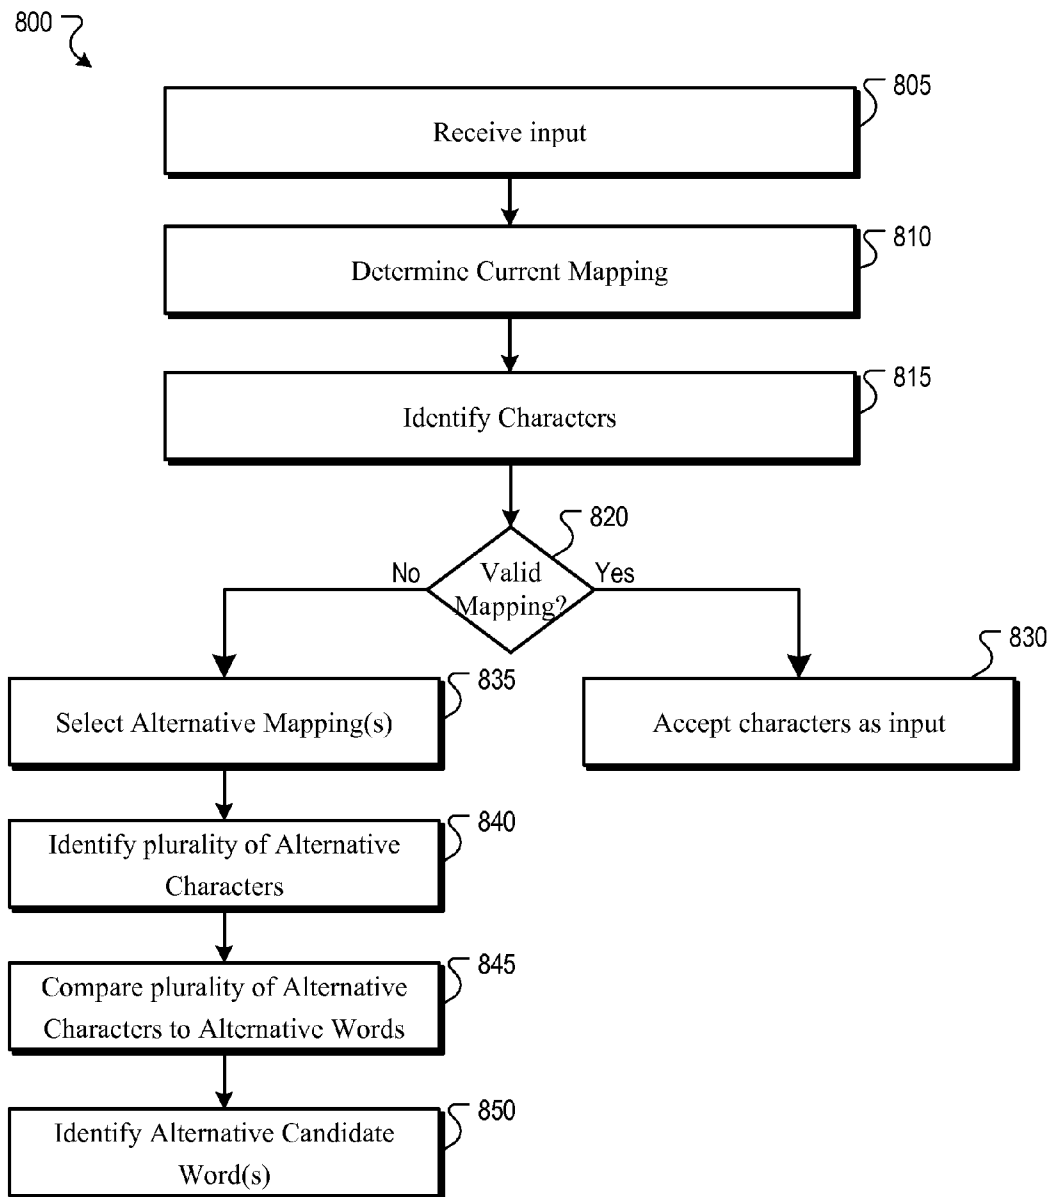 800
805
Receive input
810
Determine Current Mapping
815
Identify Characters
820
No
Valid
Yes
Mapping?
830
835
Select Alternative Mapping(s)
Accept characters as input
840
Identify plurality of Alternative
Characters
845
Compare plurality of Alternative
Characters to Alternative Words
850
Identify Alternative Candidate
Word(s)